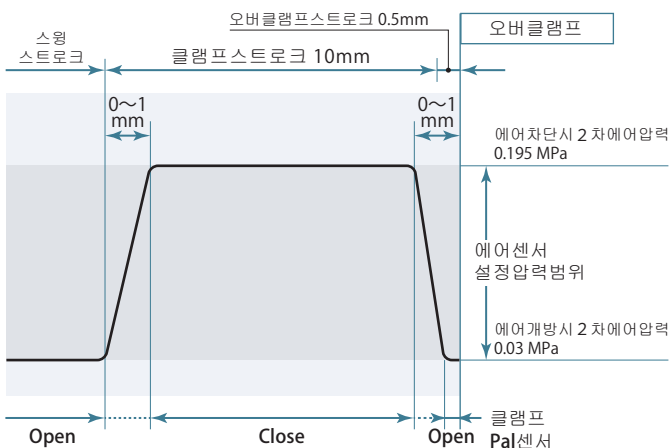 오버클램프스트로크 0.5mm
오버클램프
스윙
스트로크
클램프스트로크 10mm
0～1
mm
0～1
mm
에어차단시 2 차에어압력
0.195 MPa
에어센서
설정압력범위
에어개방시 2 차에어압력
0.03 MPa
Open
Close
Open
클램프
Pal센서